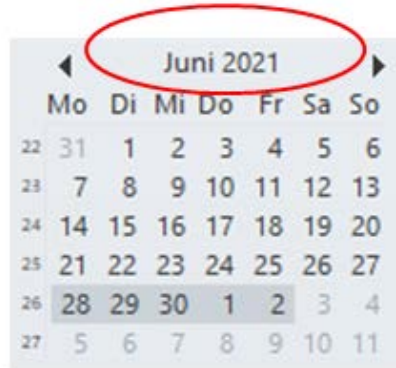 Juni 2021
Mo Di Mi Do Fr Sa So
22 31 1 2 3 4 5 6
23 7 8 9 10 11 12 13
24 14 15 16 17 18 19 20
25 21 22 23 24 25 26 27
26 28 29 30 1 2 3 4
27 5 6 7 8 9 10 11